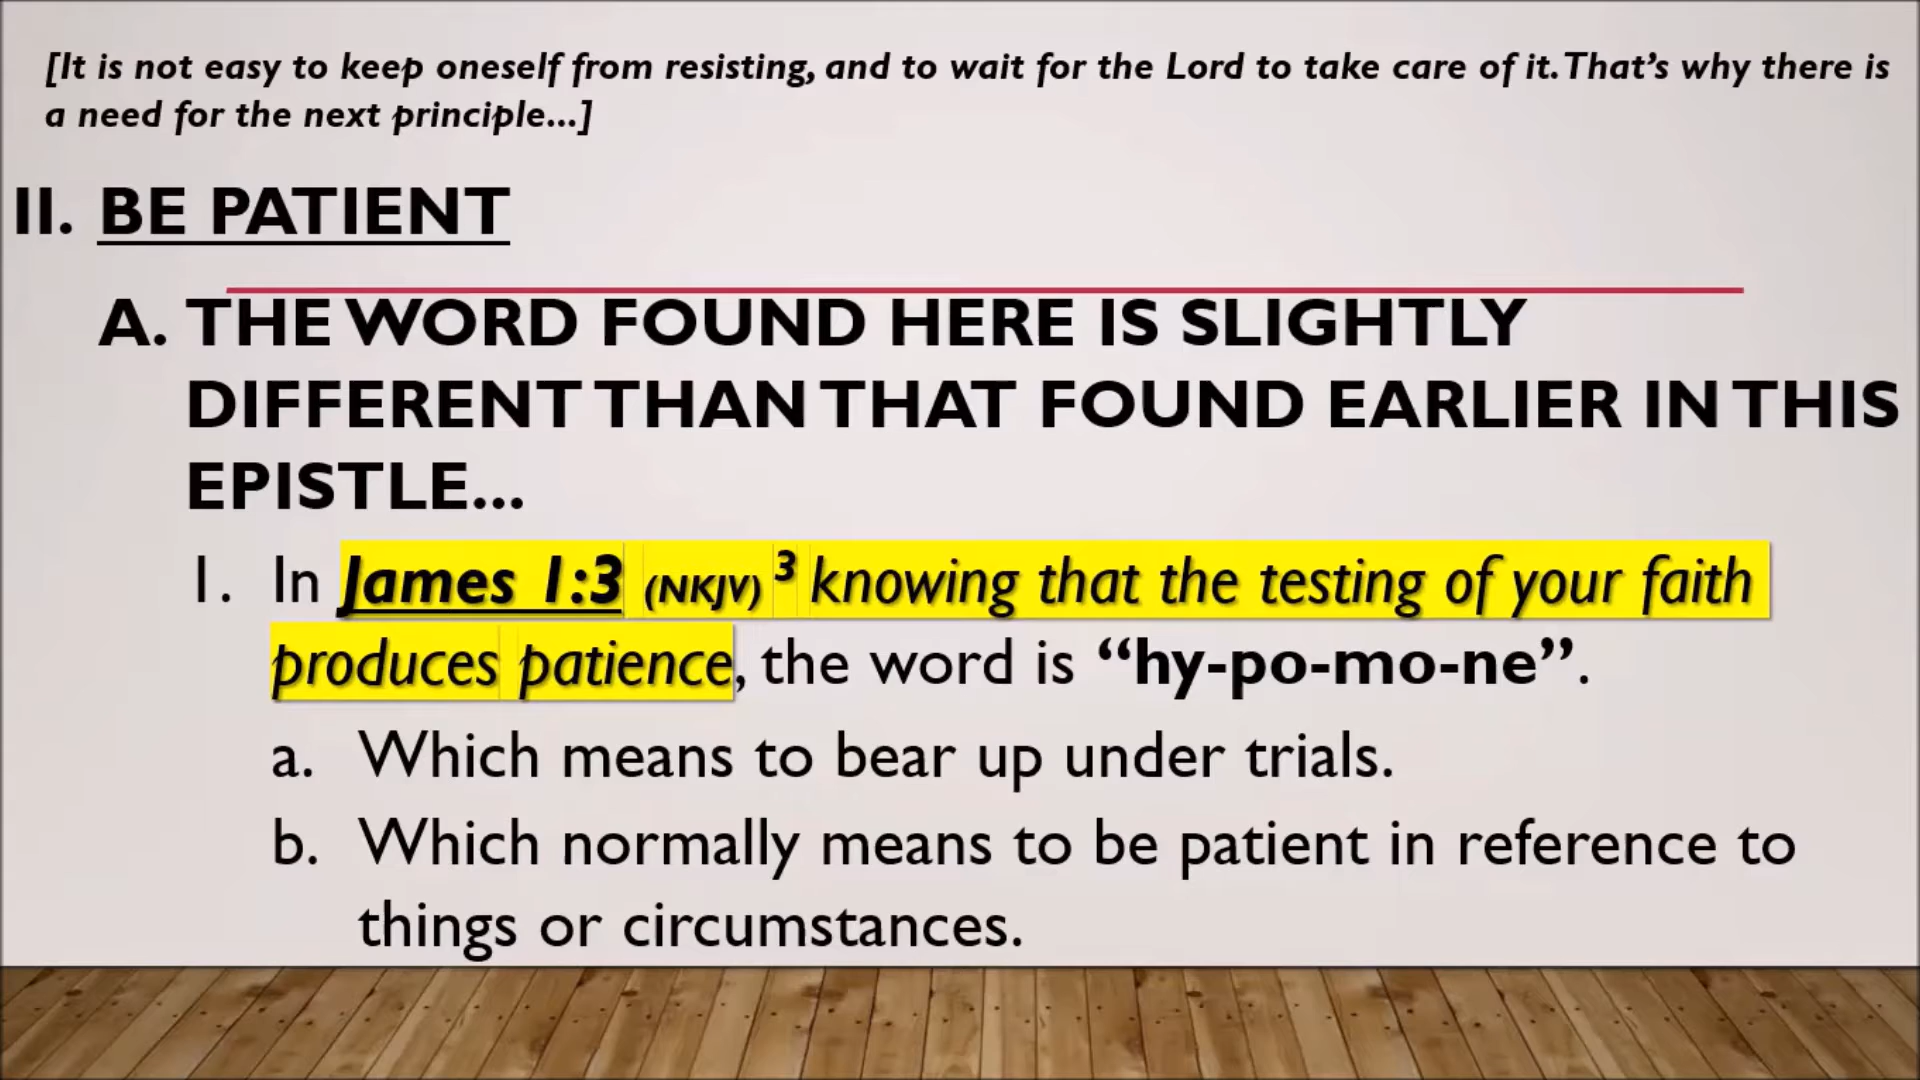 [It is not easy to keep oneself from resisting, and to wait for the Lord to take care of it. That’s why there is
a need for the next principle...]
II. BE PATIENT
A. THE WORD FOUND HERE IS SLIGHTLY
DIFFERENT THAN THAT FOUND EARLIER IN THIS
EPISTLE...
1. In James 1:3 (NKJV) 3 knowing that the testing of your faith
produces patience, the word is “hy-po-mo-ne”.
a. Which means to bear up under trials.
b. Which normally means to be patient in reference to
things or circumstances.